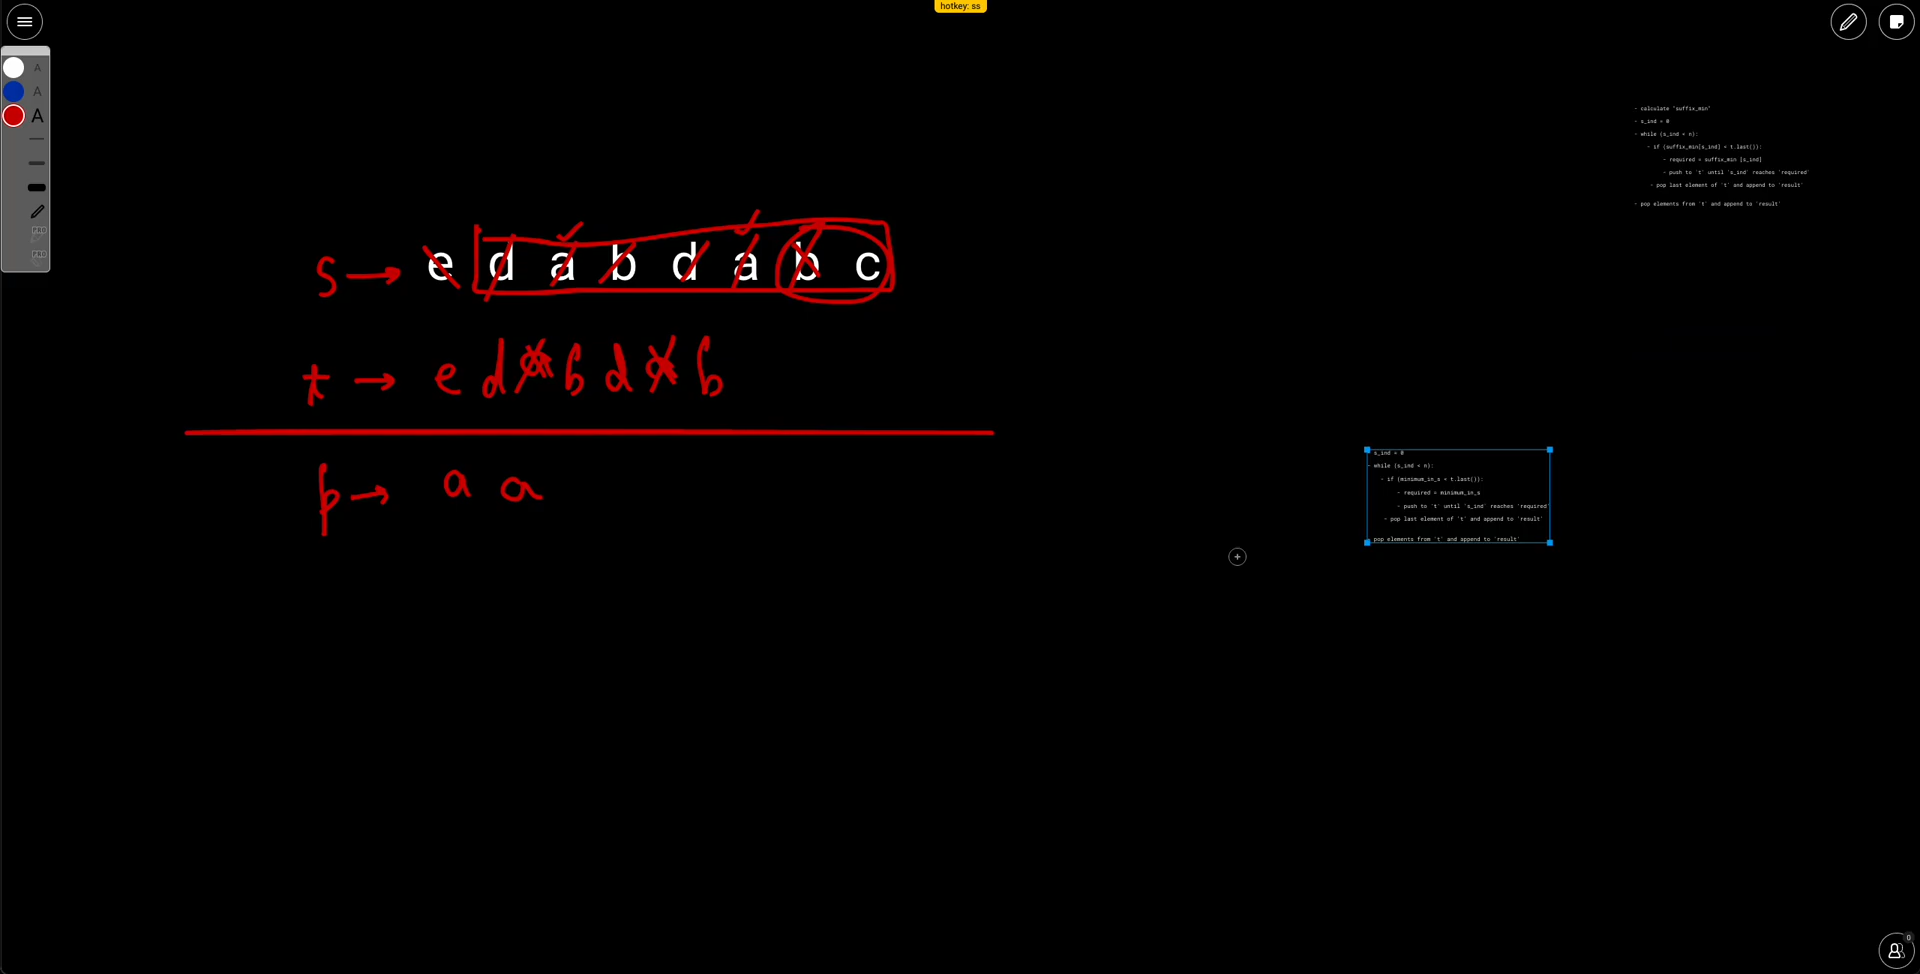 hotkey: ss
A
A
A
PRO
PRO
- calculate "suffix_min"
- s_ind = 0
- while (s_ind < n):
- if (suffix_min[s_ind] < t.last()):
- required = suffix_min [s_ind]
- push to `t` until `s_ind` reaches `required`
- pop last element of `t` and append to `result`
- pop elements from `t` and append to `result`
s → e d a b d a b c
t → e d a b d a b
p → a a
s_ind = 0
- while (s_ind < n):
- if (minimum_in_s < t.last()):
- required = minimum_in_s
- push to `t` until `s_ind` reaches `required`
- pop last element of `t` and append to `result`
pop elements from `t` and append to `result`
0